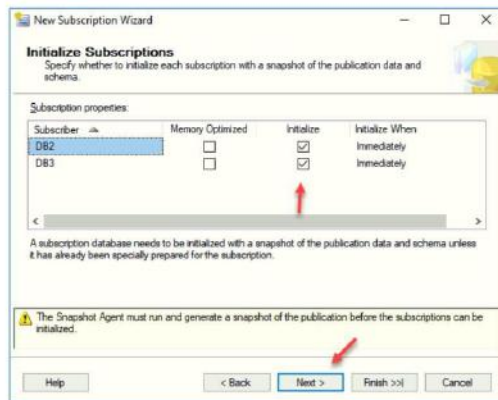 New Subscription Wizard
Initialize Subscriptions
Specify whether to initialize each subscription with a snapshot of the publication data and
schema.
Subscription properties:
Subscriber Memory Optimized Initialize Initialize When
DB2 Immediately
DB3 Immediately
A subscription database needs to be initialized with a snapshot of the publication data and schema unless
it has already been specially prepared for the subscription.
The Snapshot Agent must run and generate a snapshot of the publication before the subscriptions can be
initialized.
Help < Back Next > Finish >>| Cancel